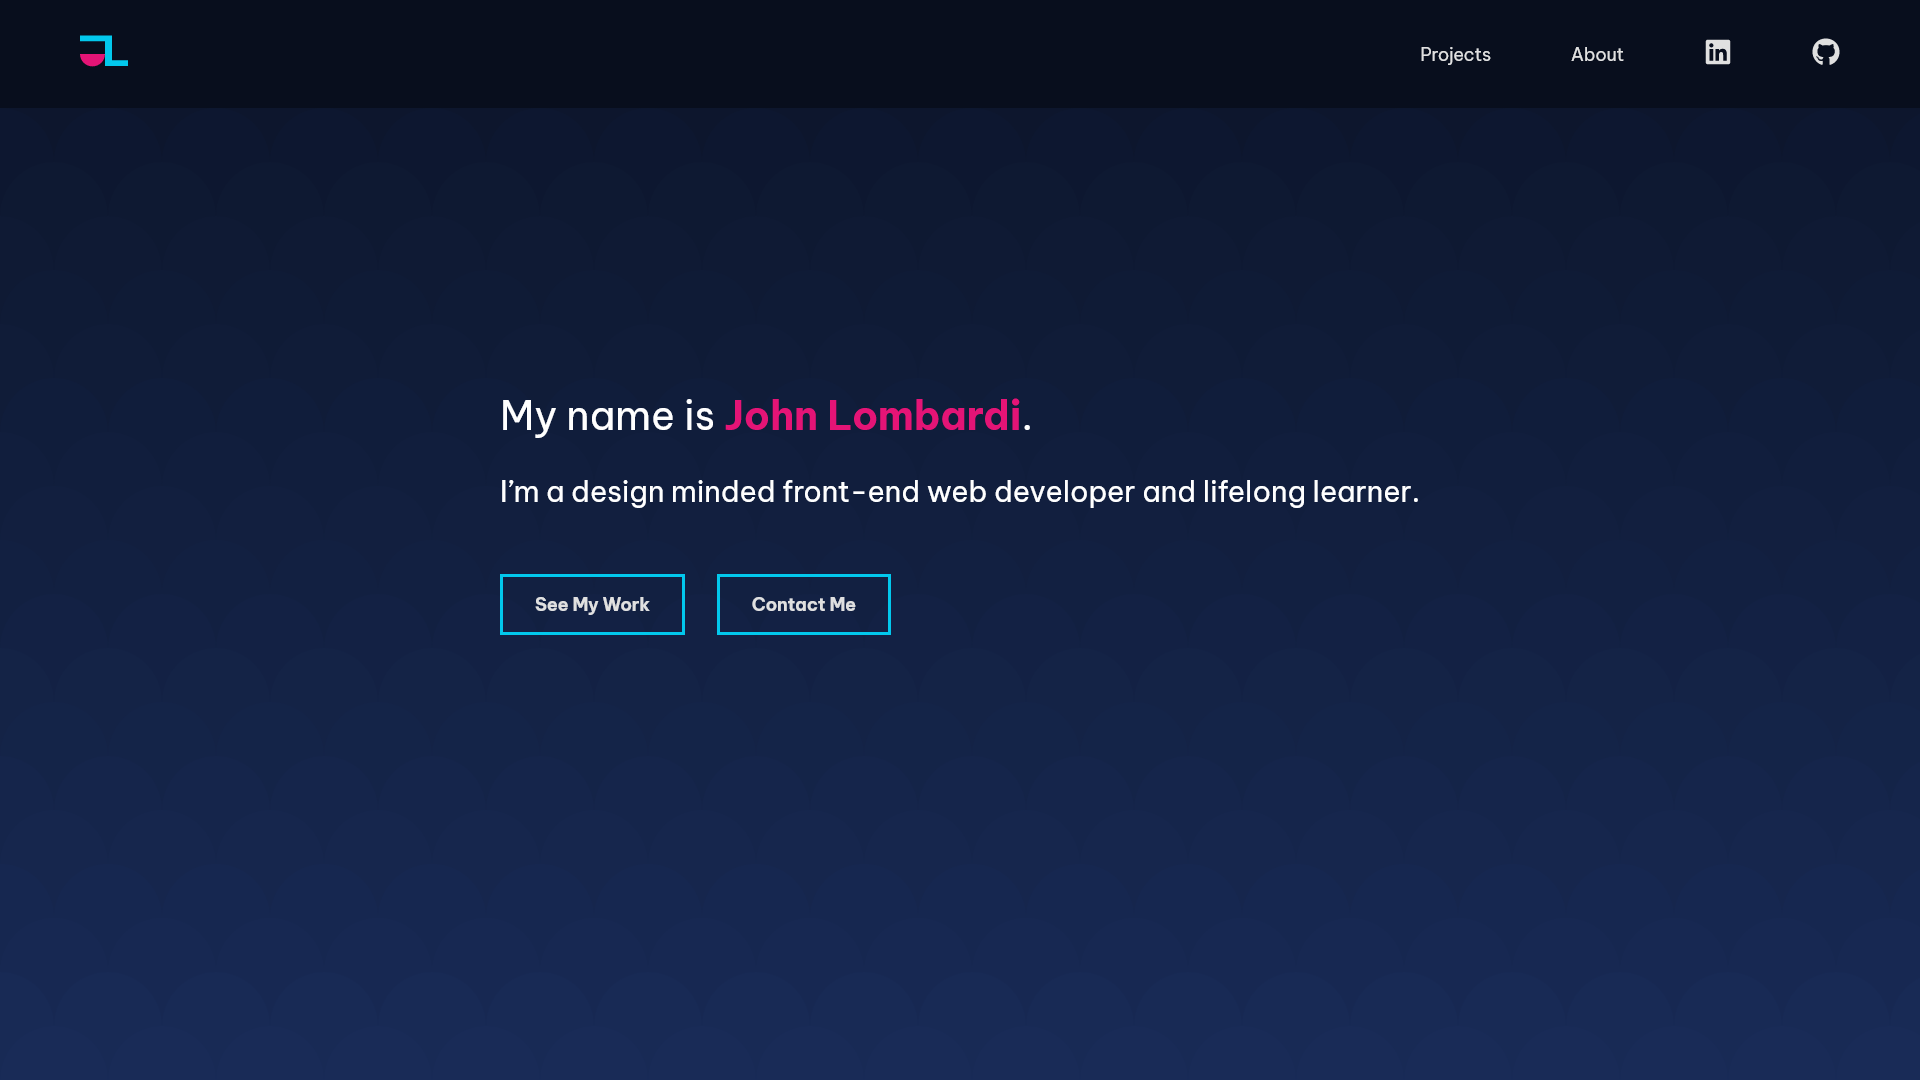 Projects
About
My name is John Lombardi.
I’m a design minded front-end web developer and lifelong learner.
See My Work
Contact Me